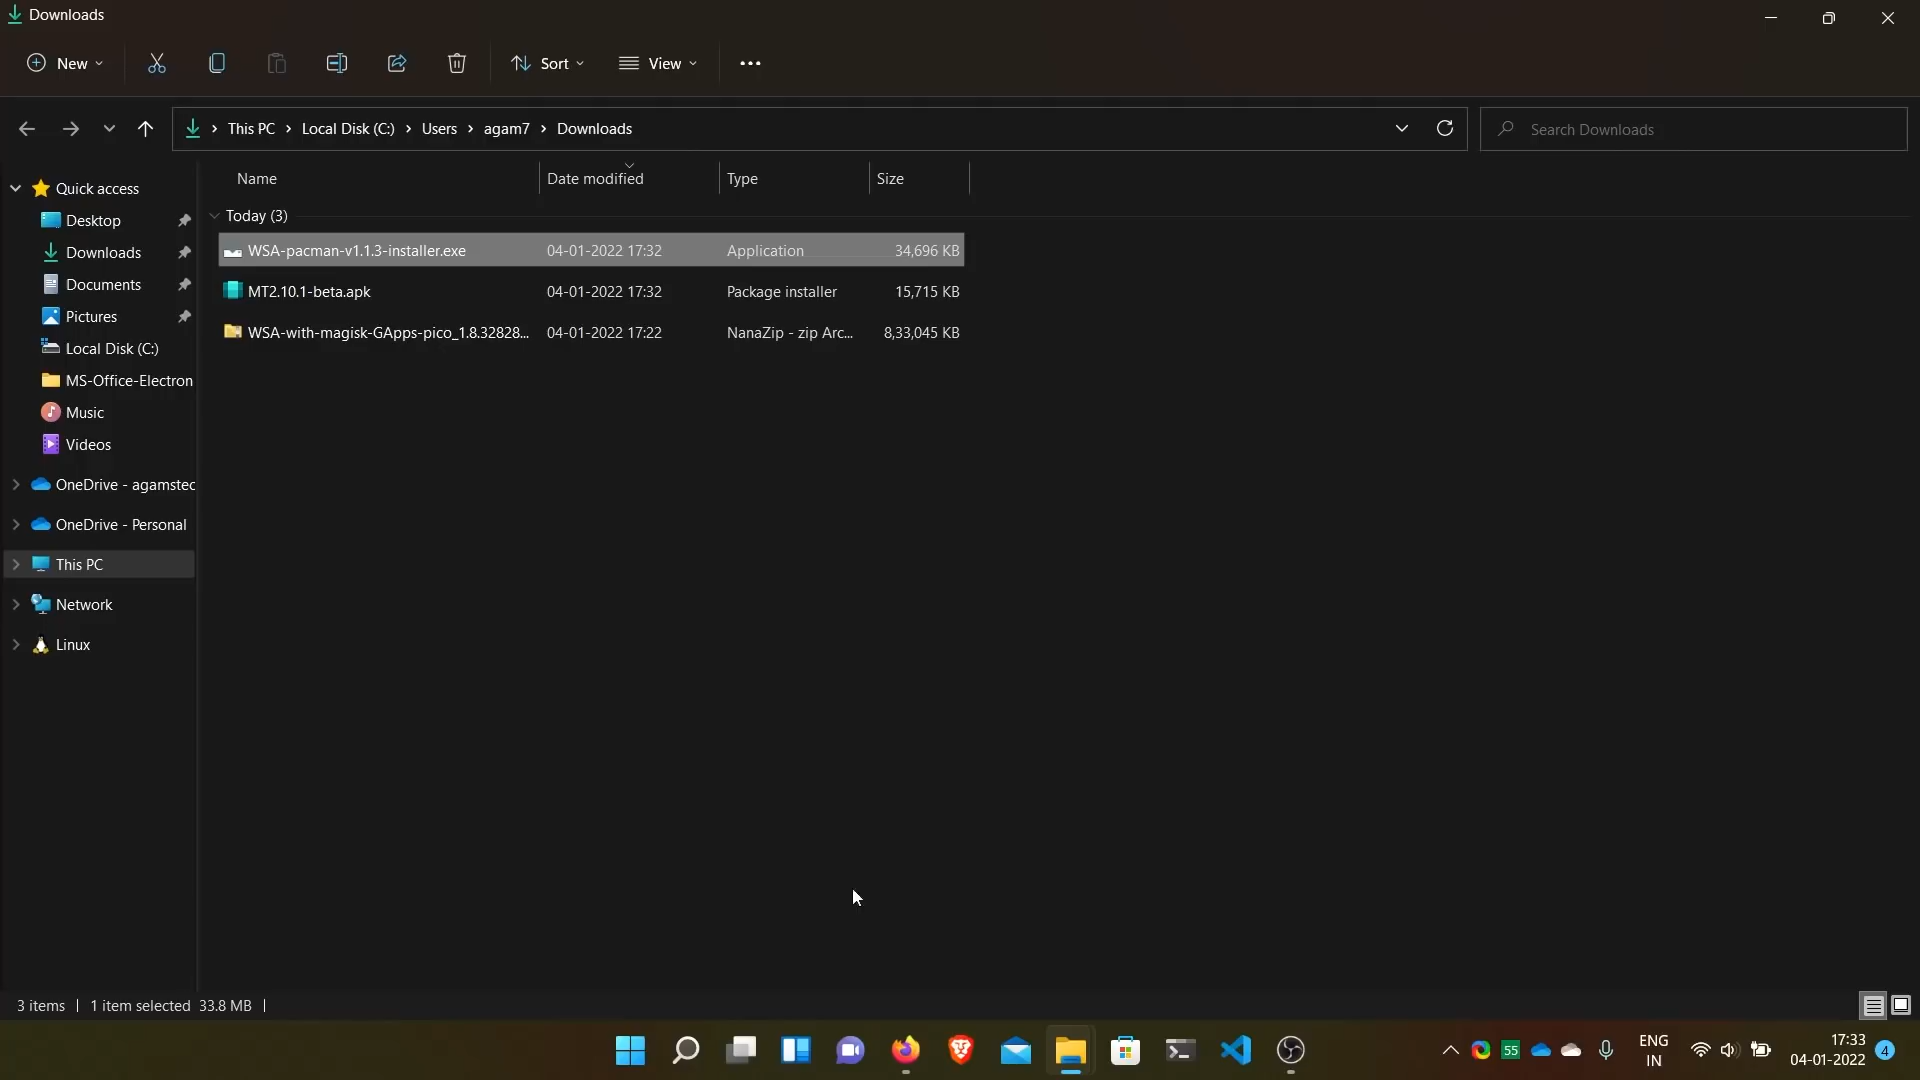 Downloads
New
Sort
View
This PC
Local Disk (C:)
Users
agam7
Downloads
Search Downloads
Name
Date modified
Type
Size
Today (3)
WSA-pacman-v1.1.3-installer.exe 04-01-2022 17:32 Application 34,696 KB
MT2.10.1-beta.apk 04-01-2022 17:32 Package installer 15,715 KB
WSA-with-magisk-GApps-pico_1.8.32828... 04-01-2022 17:22 NanaZip - zip Arc... 8,33,045 KB
Quick access
Desktop
Downloads
Documents
Pictures
Local Disk (C:)
MS-Office-Electron
Music
Videos
OneDrive - agamstec
OneDrive - Personal
This PC
Network
Linux
3 items
1 item selected 33.8 MB
55
ENG
IN
17:33
04-01-2022
4